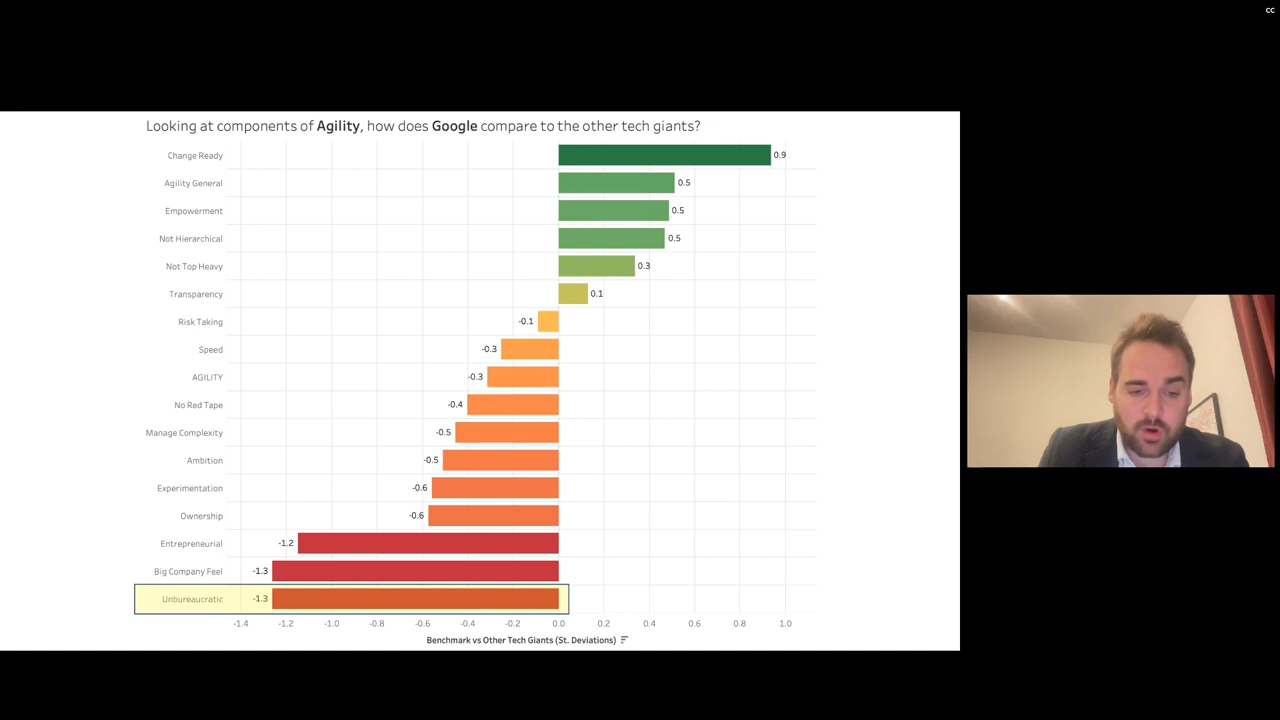 CC
Looking at components of Agility, how does Google compare to the other tech giants?
Change Ready 0.9
Agility General 0.5
Empowerment 0.5
Not Hierarchical 0.5
Not Top Heavy 0.3
Transparency 0.1
Risk Taking -0.1
Speed -0.3
AGILITY -0.3
No Red Tape -0.4
Manage Complexity -0.5
Ambition -0.5
Experimentation -0.6
Ownership -0.6
Entrepreneurial -1.2
Big Company Feel -1.3
Unbureaucratic -1.3
-1.4 -1.2 -1.0 -0.8 -0.6 -0.4 -0.2 0.0 0.2 0.4 0.6 0.8 1.0
Benchmark vs Other Tech Giants (St. Deviations)